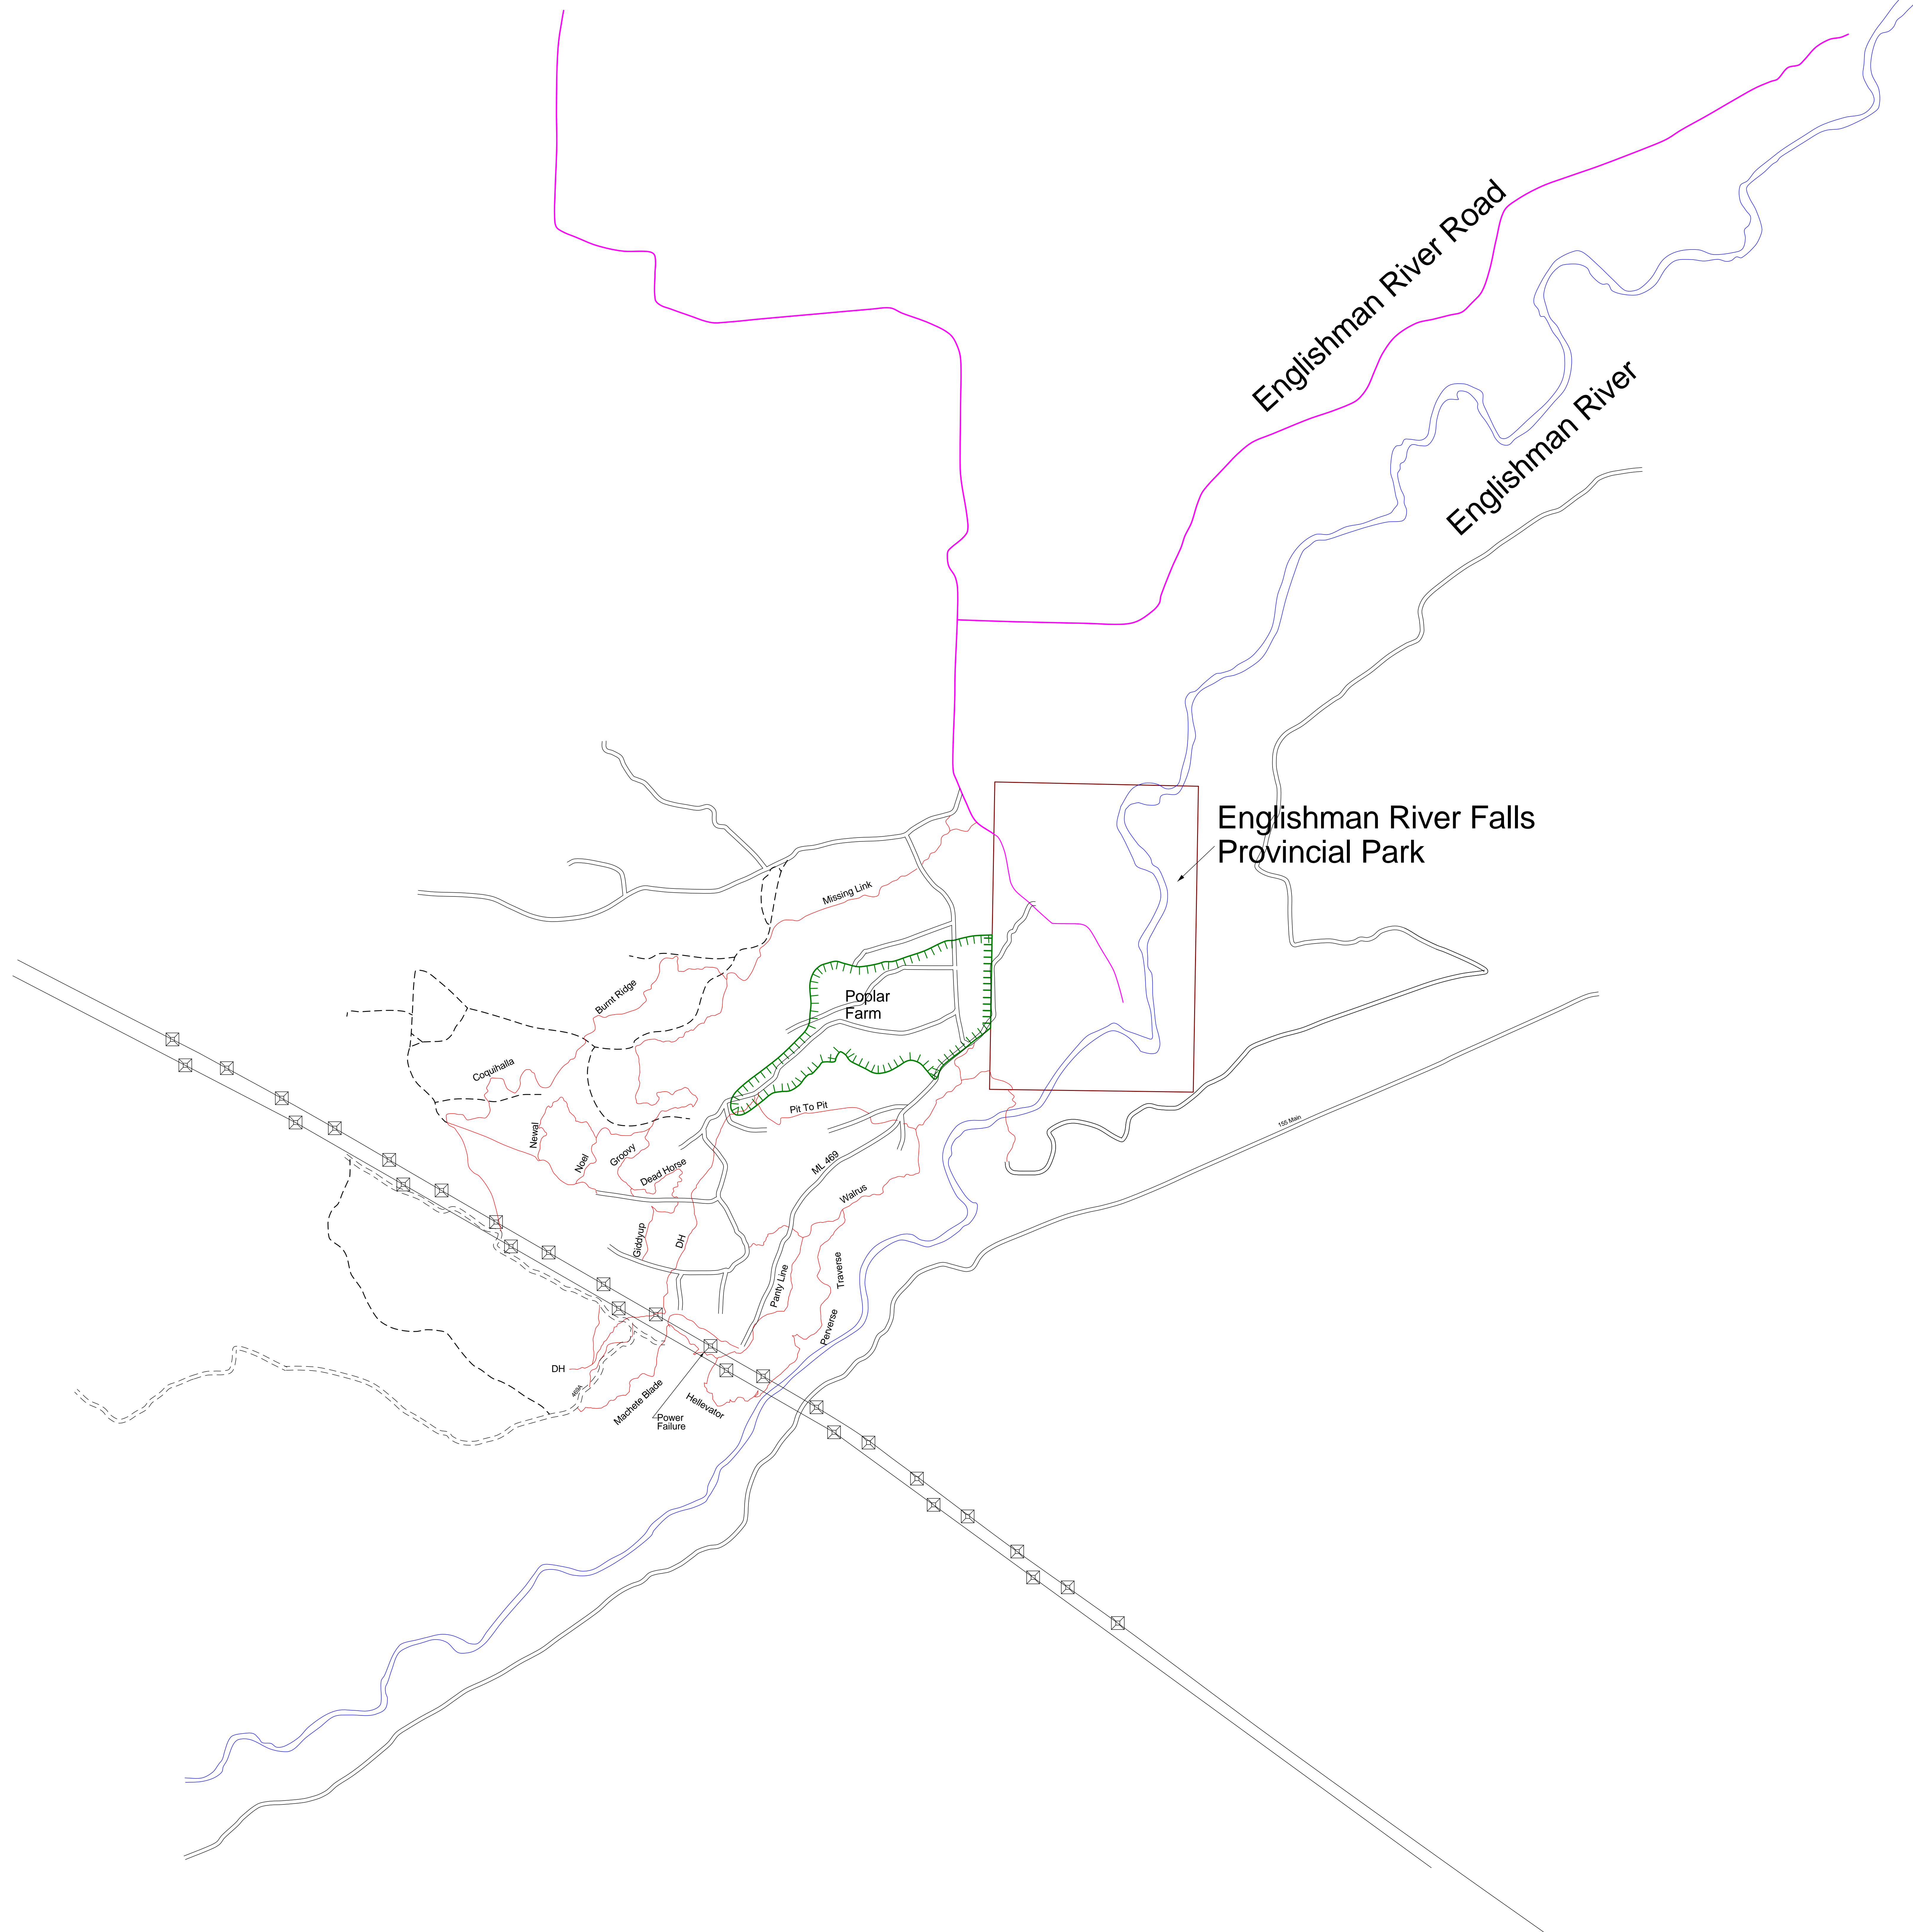 Englishman River Road
Englishman River
Englishman River Falls
Provincial Park
Missing Link
Burnt Ridge
Poplar
Farm
Coquihalla
Pit To Pit
Newal
Noel
Groovy
Dead Horse
ML 469
155 Main
Walrus
Giddyup
DH
Panty Line
Traverse
Perverse
DH
469A
Machete Blade
Hellevator
Power
Failure